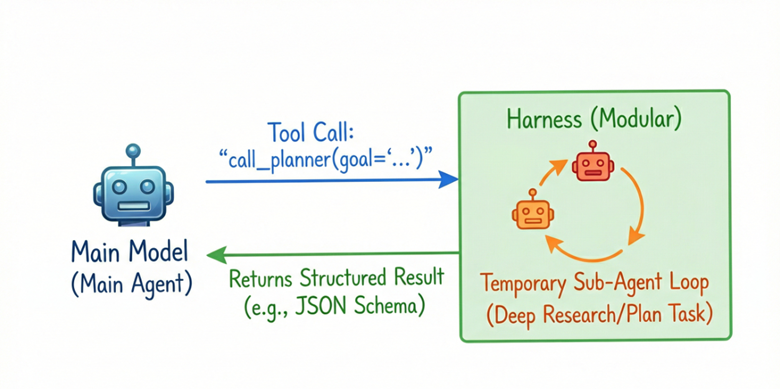 Tool Call:
“call_planner(goal=‘...’)”
Main Model
(Main Agent)
Returns Structured Result
(e.g., JSON Schema)
Harness (Modular)
Temporary Sub-Agent Loop
(Deep Research/Plan Task)